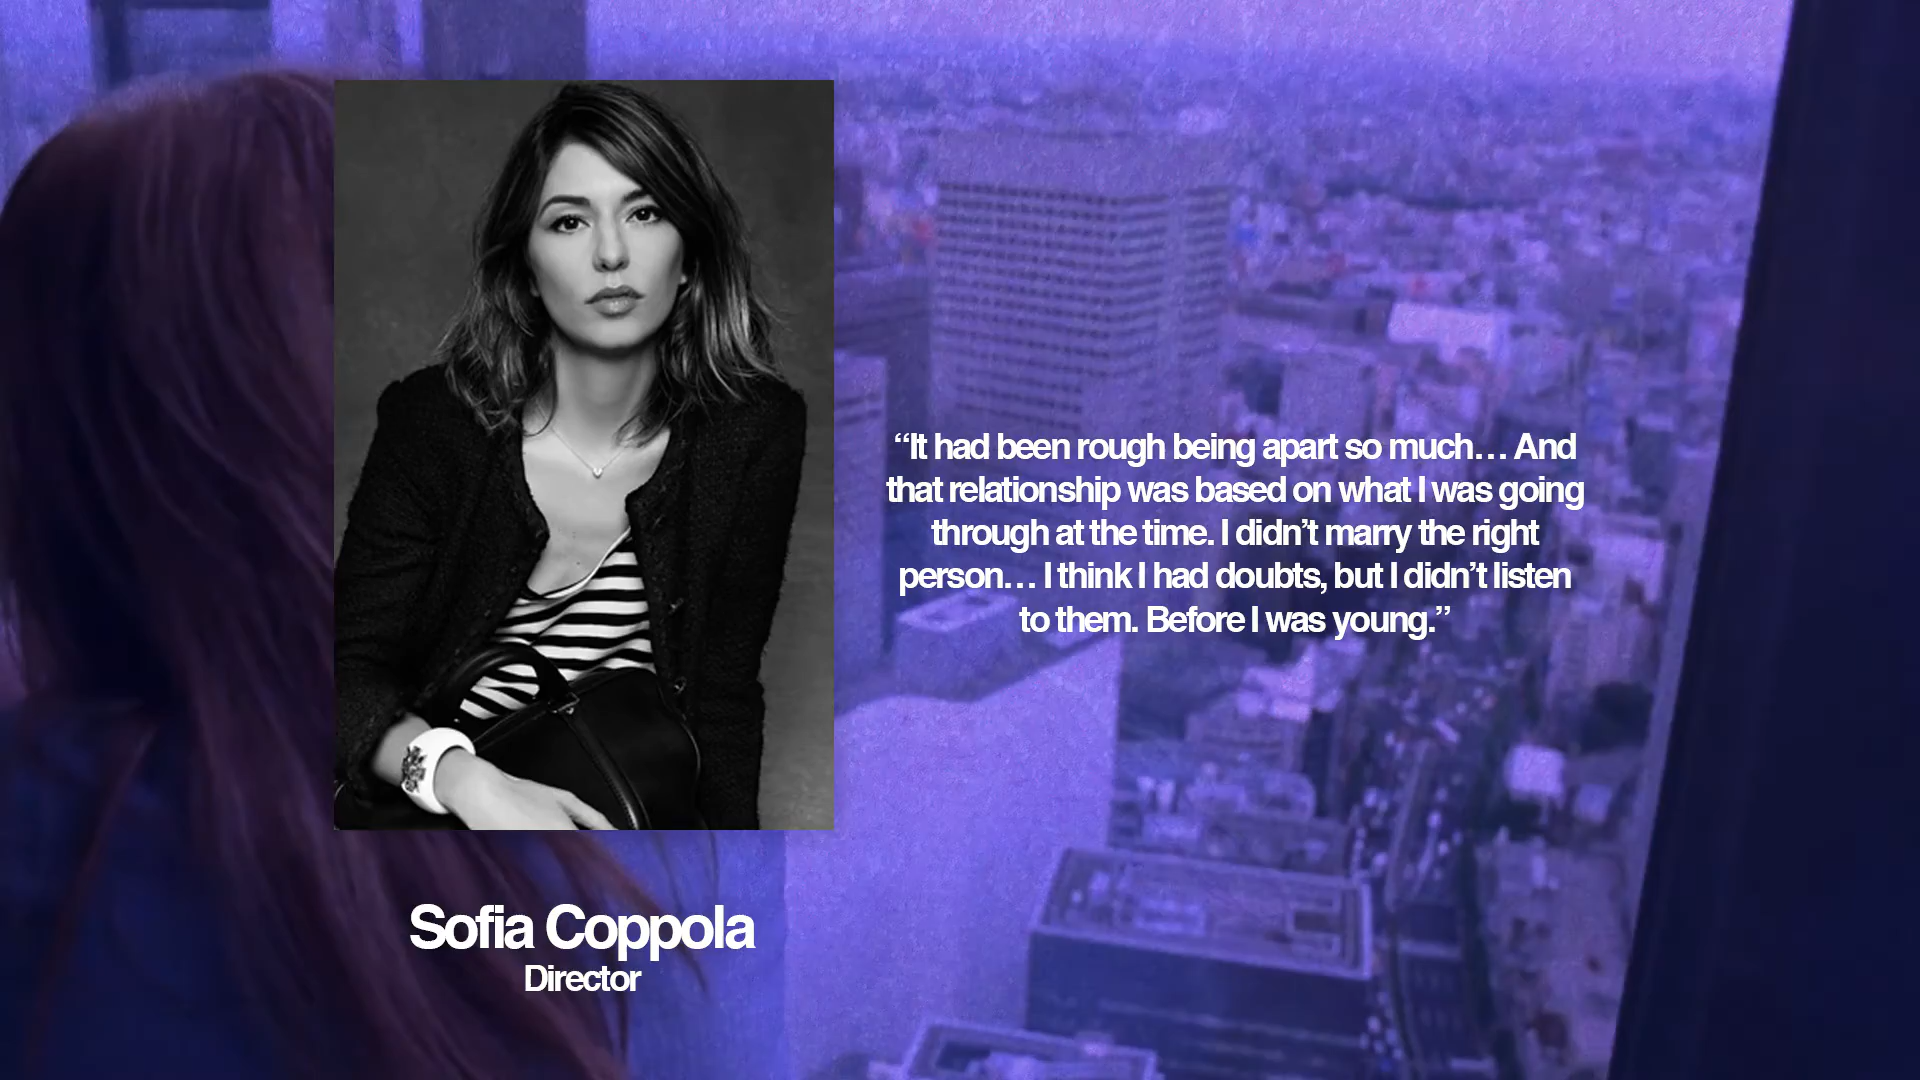 “It had been rough being apart so much… And
that relationship was based on what I was going
through at the time. I didn’t marry the right
person… I think I had doubts, but I didn’t listen
to them. Before I was young.”
Sofia Coppola
Director